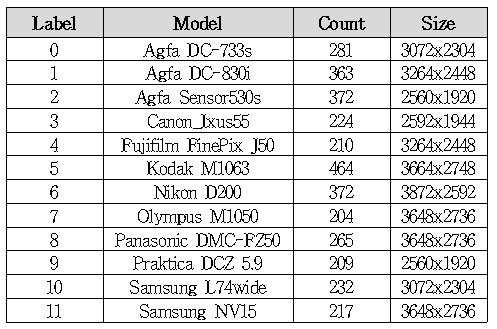 Label Model Count Size
0 Agfa DC-733s 281 3072x2304
1 Agfa DC-830i 363 3264x2448
2 Agfa Sensor530s 372 2560x1920
3 Canon_Ixus55 224 2592x1944
4 Fujifilm FinePix J50 210 3264x2448
5 Kodak M1063 464 3664x2748
6 Nikon D200 372 3872x2592
7 Olympus M1050 204 3648x2736
8 Panasonic DMC-FZ50 265 3648x2736
9 Praktica DCZ 5.9 209 2560x1920
10 Samsung L74wide 232 3072x2304
11 Samsung NV15 217 3648x2736